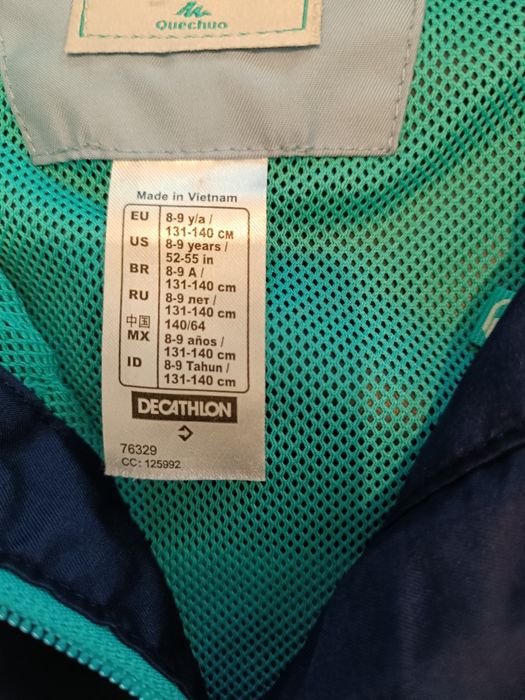 Quechua
Made in Vietnam
EU 8-9 y/a /
131-140 CM
US 8-9 years /
52-55 in
BR 8-9 A /
131-140 cm
RU 8-9 лет /
131-140 cm
中国 140/64
MX 8-9 años /
131-140 cm
ID 8-9 Tahun /
131-140 cm
DECATHLON
76329
CC: 125992